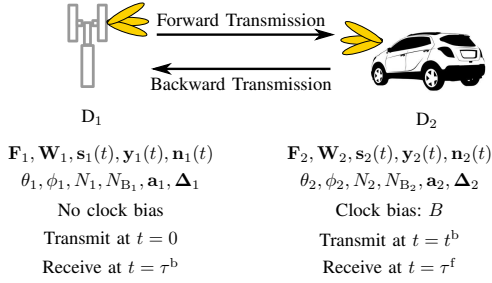 Forward Transmission
Backward Transmission
D₁ D₂
F₁, W₁, s₁(t), y₁(t), n₁(t) F₂, W₂, s₂(t), y₂(t), n₂(t)
θ₁, ϕ₁, N₁, N_B₁, a₁, Δ₁ θ₂, ϕ₂, N₂, N_B₂, a₂, Δ₂
No clock bias Clock bias: B
Transmit at t = 0 Transmit at t = tᵇ
Receive at t = τᵇ Receive at t = τᶠ